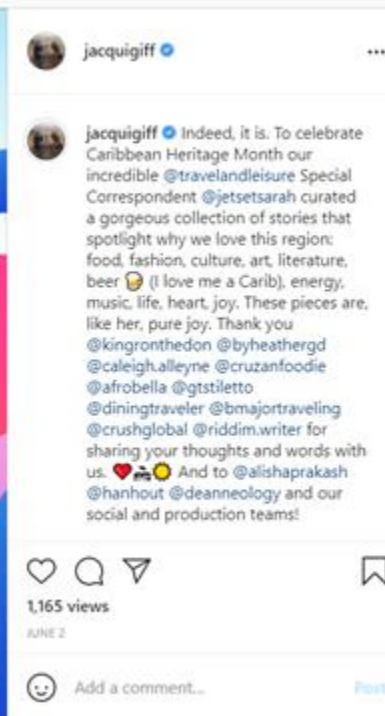 jacquigiff
jacquigiff Indeed, it is. To celebrate
Caribbean Heritage Month our
incredible @travelandleisure Special
Correspondent @jetsetsarah curated
a gorgeous collection of stories that
spotlight why we love this region:
food, fashion, culture, art, literature,
beer 🍺 (I love me a Carib), energy,
music, life, heart, joy. These pieces are,
like her, pure joy. Thank you
@kingronthedon @byheathergd
@caleigh.alleyne @cruzanfoodie
@afrobella @gtstiletto
@diningtraveler @bmajortraveling
@crushglobal @riddim.writer for
sharing your thoughts and words with
us. And to @alishaprakash
@hanhout @deanneology and our
social and production teams!
1,165 views
JUNE 2
Add a comment...
Post